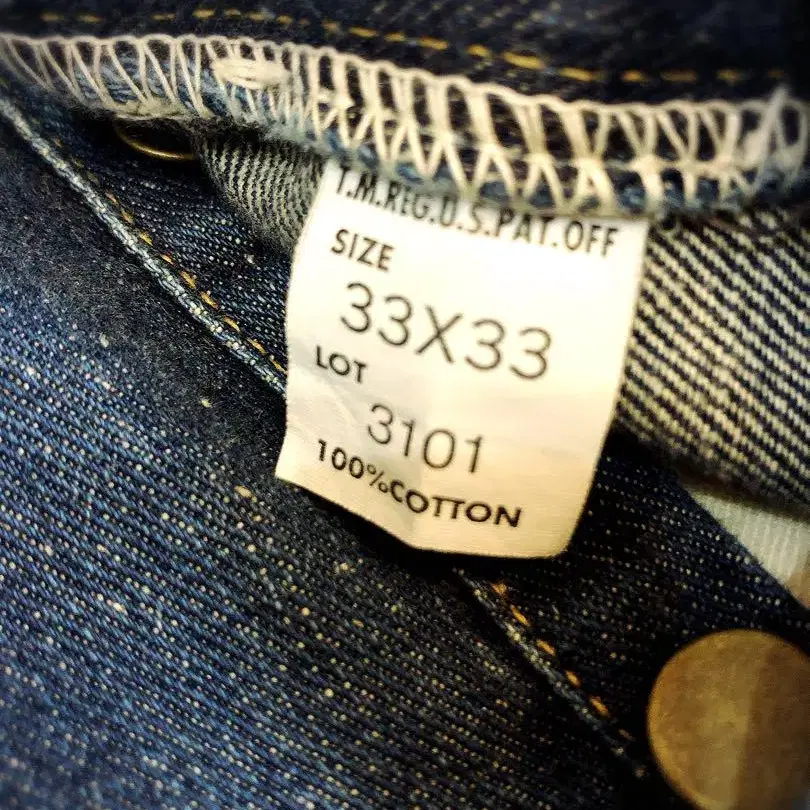 T.M.REG.U.S.PAT.OFF
SIZE
33X33
LOT
3101
100%COTTON